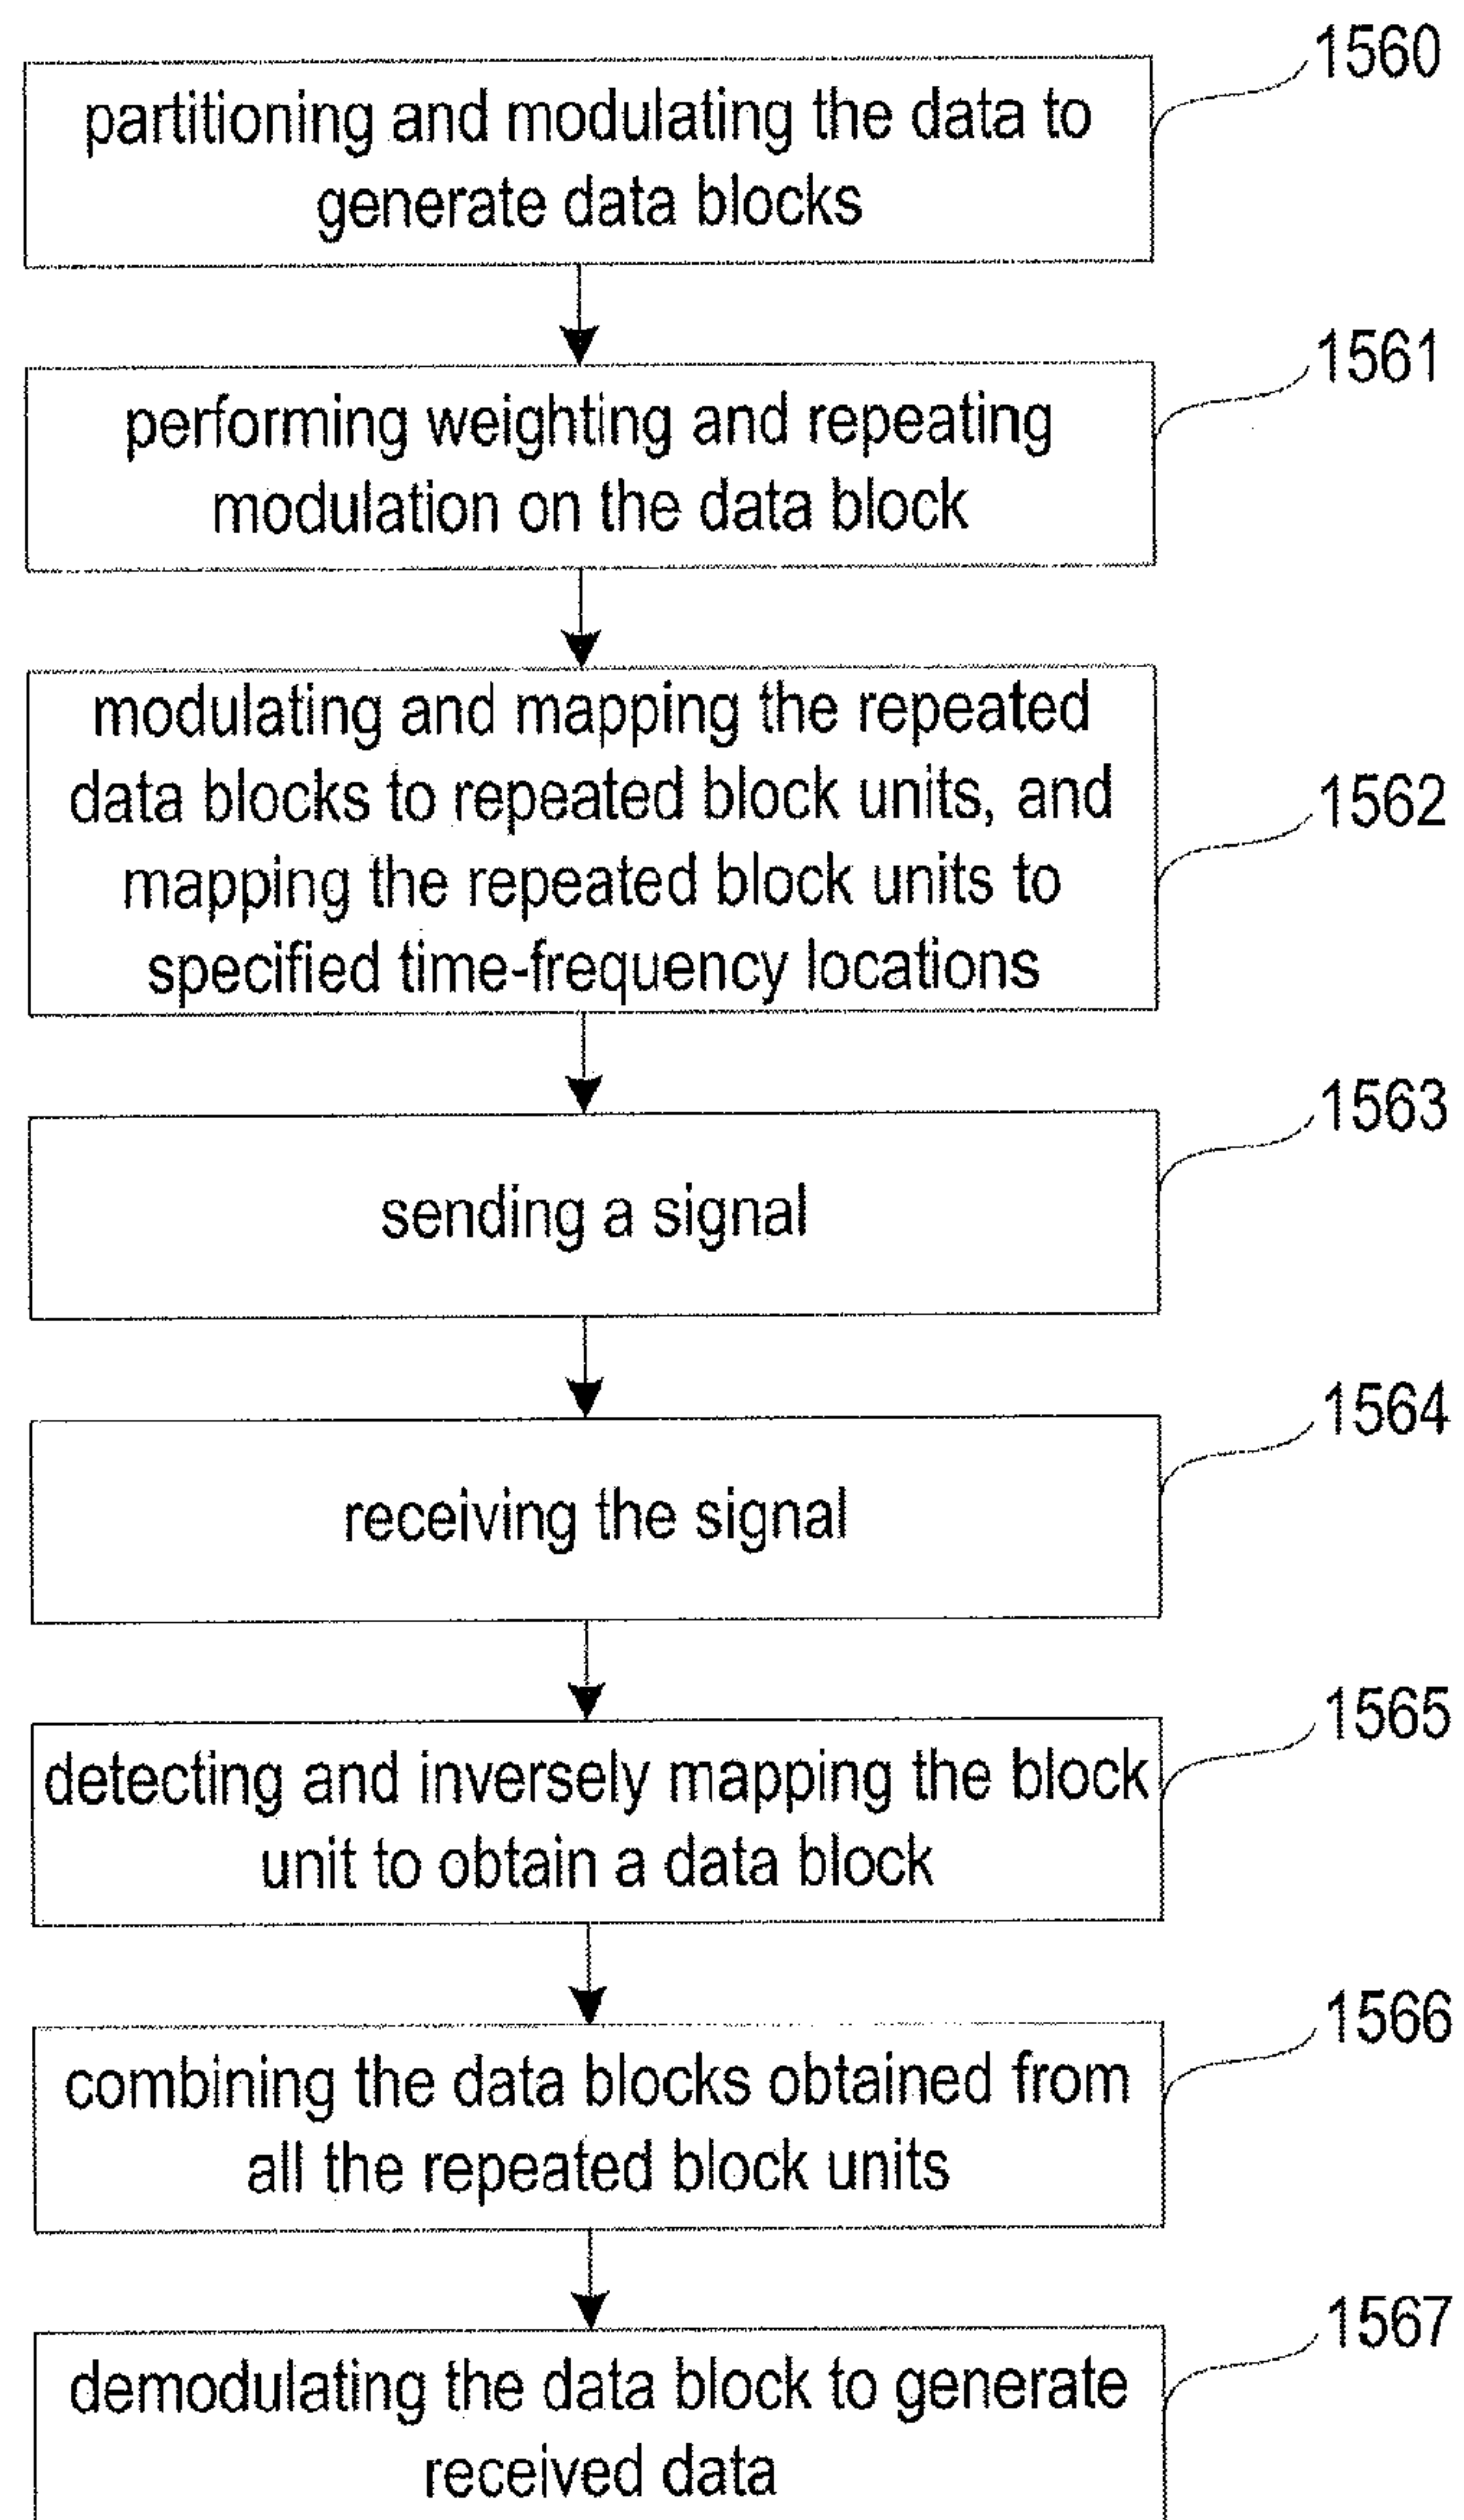 1560
partitioning and modulating the data to
generate data blocks
1561
performing weighting and repeating
modulation on the data block
modulating and mapping the repeated
data blocks to repeated block units, and
1562
mapping the repeated block units to
specified time-frequency locations
1563
sending a signal
1564
receiving the signal
1565
detecting and inversely mapping the block
unit to obtain a data block
1566
combining the data blocks obtained from
all the repeated block units
1567
demodulating the data block to generate
received data